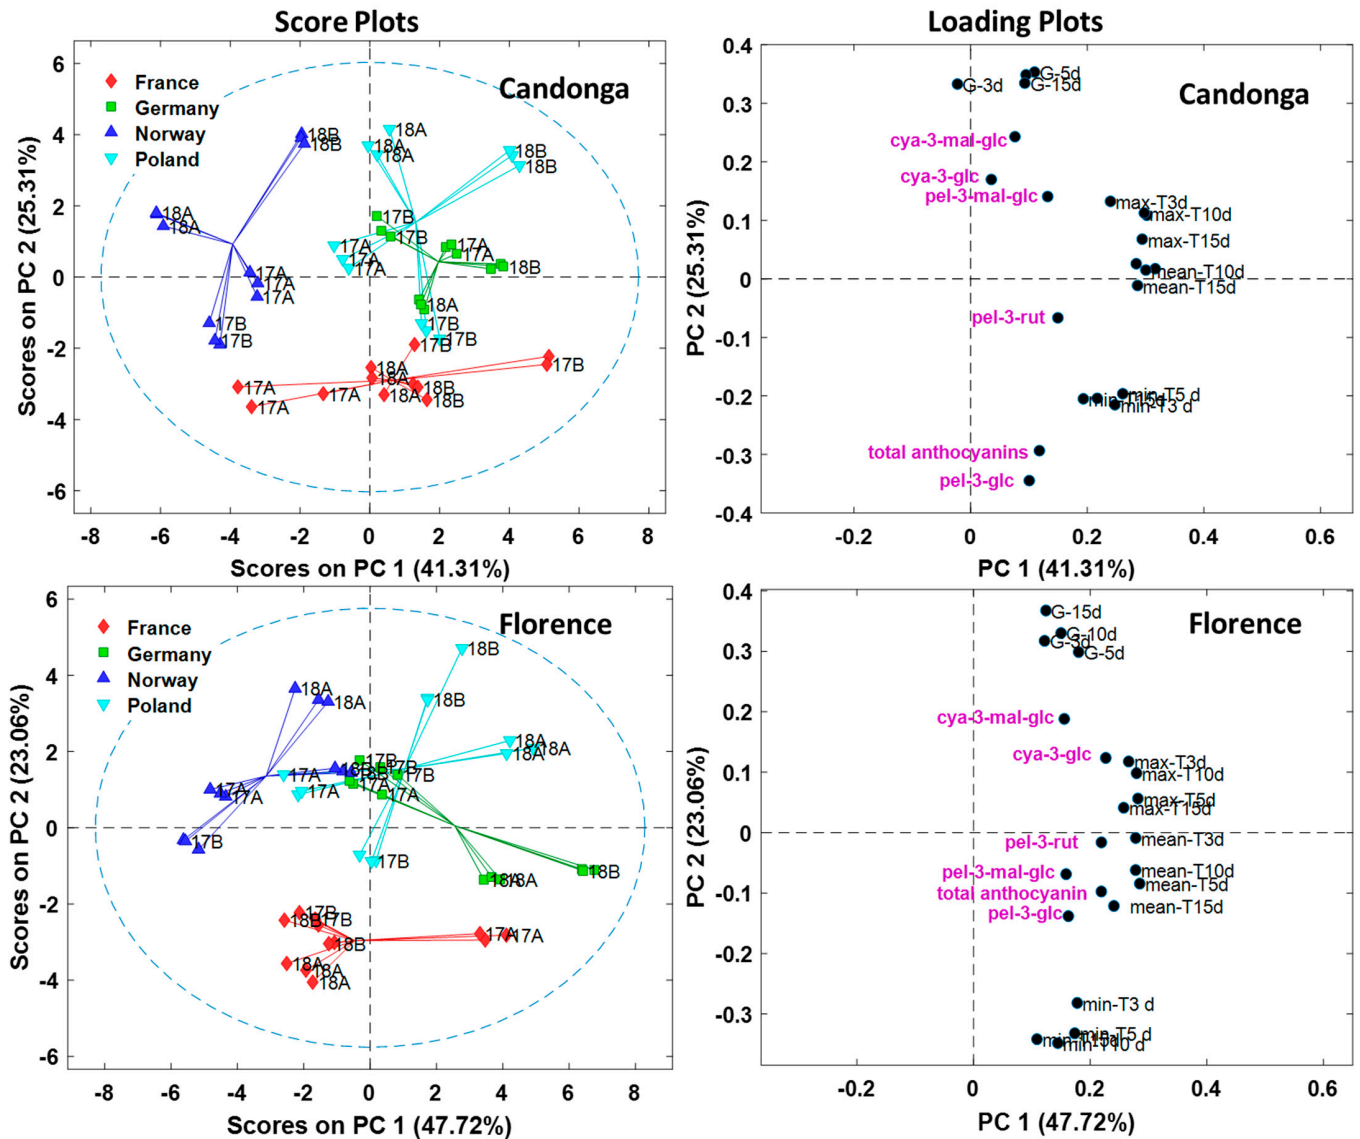 Score Plots
Loading Plots
Candonga
France
Germany
Norway
Poland
Scores on PC 2 (25.31%)
6
4
2
0
-2
-4
-6
18B
18B
18A
18A
17A
17A
17A
17B
17B
18A
18A
18A
18B
18B
17A
17A
17A
17B
17B
17B
17B
17A
17A
18B
18A
17A
17A
17A
18A
18A
18A
18B
18B
17B
17B
-8
-6
-4
-2
0
2
4
6
8
Scores on PC 1 (41.31%)
Candonga
PC 2 (25.31%)
0.4
0.3
0.2
0.1
0
-0.1
-0.2
-0.3
-0.4
G-3d
G-5d
G-15d
cya-3-mal-glc
cya-3-glc
pel-3-mal-glc
max-T3d
max-T10d
max-T15d
mean-T10d
mean-T15d
pel-3-rut
min-T5 d
min-T15d
min-T3 d
total anthocyanins
pel-3-glc
-0.2
0
0.2
0.4
0.6
PC 1 (41.31%)
Florence
France
Germany
Norway
Poland
Scores on PC 2 (23.06%)
6
4
2
0
-2
-4
-6
18A
18A
18B
18B
17A
17A
17B
18B
18B
18A
18A
18A
17A
17A
17B
17B
17B
17B
17A
17A
18B
18A
18A
17B
17B
18B
18B
18A
18A
18A
17A
17A
-8
-6
-4
-2
0
2
4
6
8
Scores on PC 1 (47.72%)
Florence
PC 2 (23.06%)
0.4
0.3
0.2
0.1
0
-0.1
-0.2
-0.3
G-15d
G-10d
G-3d
G-5d
cya-3-mal-glc
cya-3-glc
max-T3d
max-T10d
max-T5d
max-T15d
pel-3-rut
mean-T3d
pel-3-mal-glc
mean-T10d
mean-T5d
total anthocyanin
mean-T15d
pel-3-glc
min-T3 d
min-T5 d
min-T15d
min-T10 d
-0.2
0
0.2
0.4
0.6
PC 1 (47.72%)